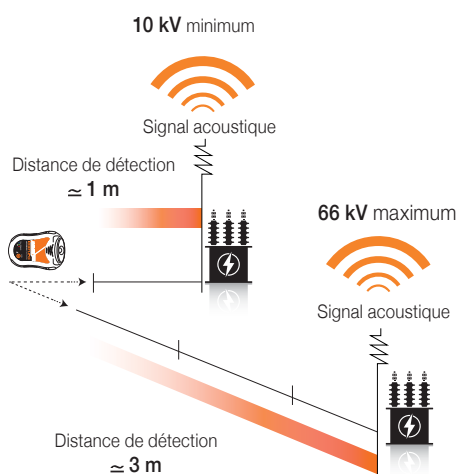 10 kV minimum
Signal acoustique
Distance de détection
≃ 1 m
66 kV maximum
Signal acoustique
Distance de détection
≃ 3 m